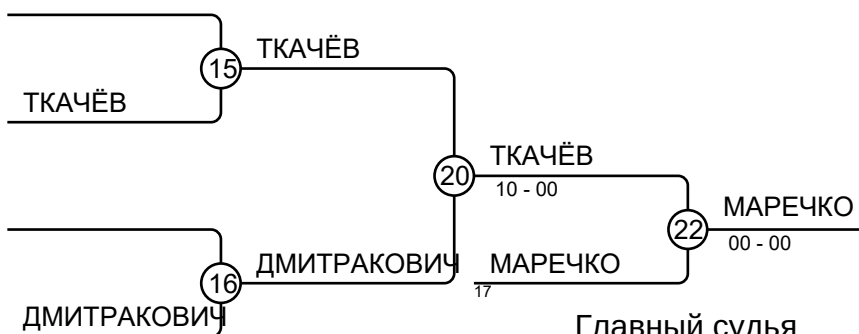 ТКАЧЁВ
15
ТКАЧЁВ
ТКАЧЁВ
20
10 - 00
МАРЕЧКО
22
00 - 00
ДМИТРАКОВИЧ
МАРЕЧКО
16
17
ДМИТРАКОВИЧ
Главный судья